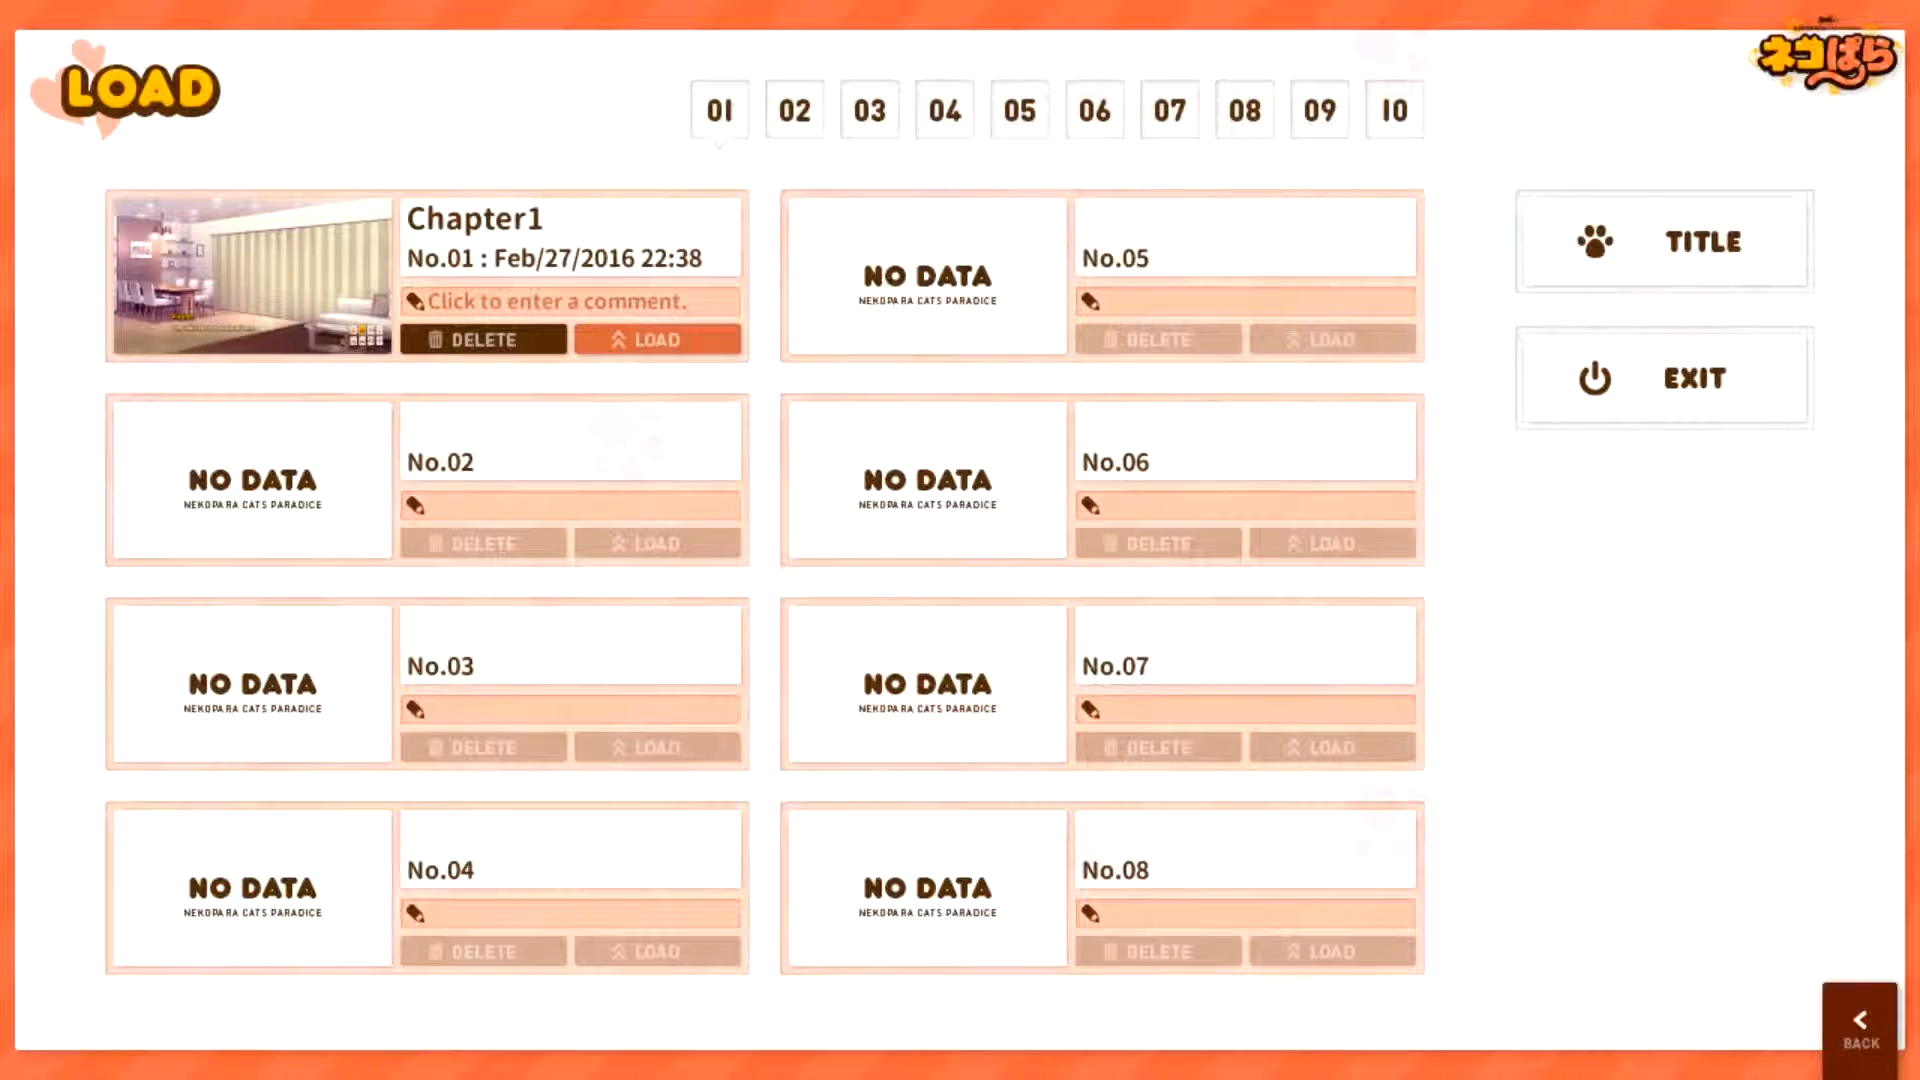 LOAD
ネコぱら
01 02 03 04 05 06 07 08 09 10
Chapter1
No.01 : Feb/27/2016 22:38
Click to enter a comment.
DELETE LOAD
NO DATA
NEKOPARA CATS PARADICE
No.02
DELETE LOAD
NO DATA
NEKOPARA CATS PARADICE
No.03
DELETE LOAD
NO DATA
NEKOPARA CATS PARADICE
No.04
DELETE LOAD
NO DATA
NEKOPARA CATS PARADICE
No.05
DELETE LOAD
NO DATA
NEKOPARA CATS PARADICE
No.06
DELETE LOAD
NO DATA
NEKOPARA CATS PARADICE
No.07
DELETE LOAD
NO DATA
NEKOPARA CATS PARADICE
No.08
DELETE LOAD
TITLE
EXIT
BACK